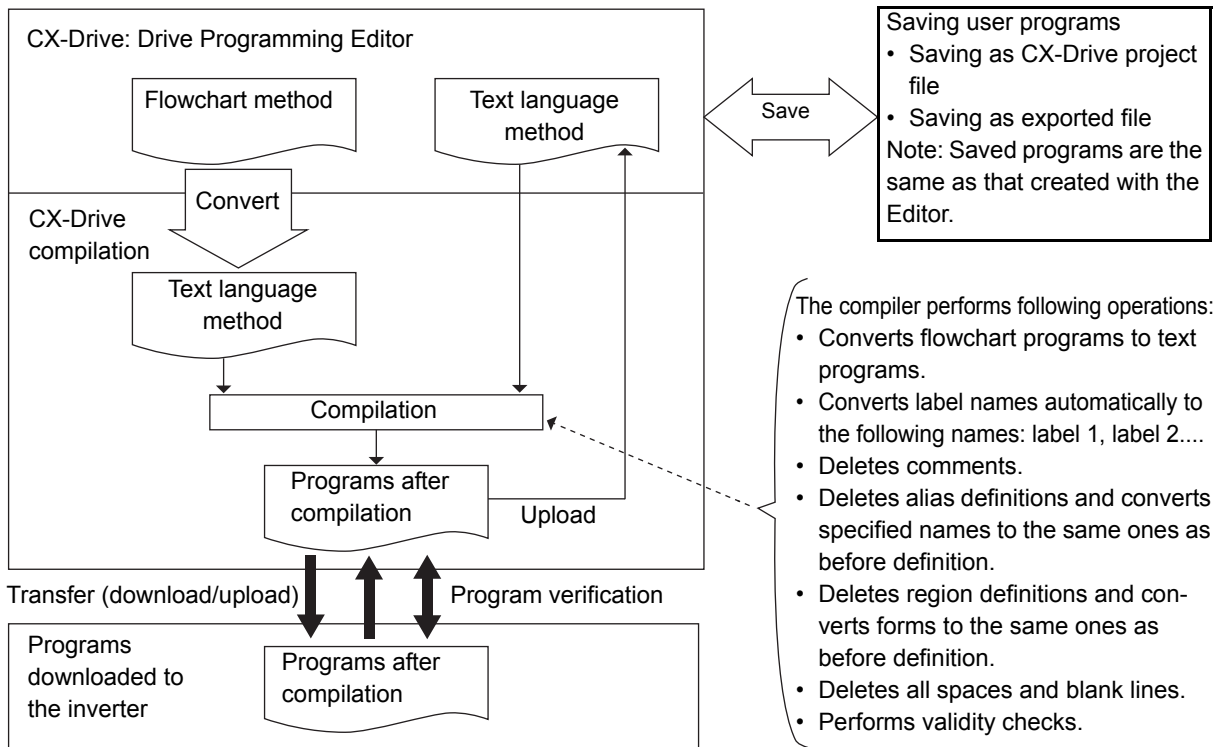 CX-Drive: Drive Programming Editor
Flowchart method
Text language
method
Save
Saving user programs
• Saving as CX-Drive project
file
• Saving as exported file
Note: Saved programs are the
same as that created with the
Editor.
Convert
CX-Drive
compilation
Text language
method
Compilation
Programs after
compilation
Upload
The compiler performs following operations:
• Converts flowchart programs to text
programs.
• Converts label names automatically to
the following names: label 1, label 2....
• Deletes comments.
• Deletes alias definitions and converts
specified names to the same ones as
before definition.
• Deletes region definitions and con-
verts forms to the same ones as
before definition.
• Deletes all spaces and blank lines.
• Performs validity checks.
Transfer (download/upload)
Program verification
Programs
downloaded to
the inverter
Programs after
compilation